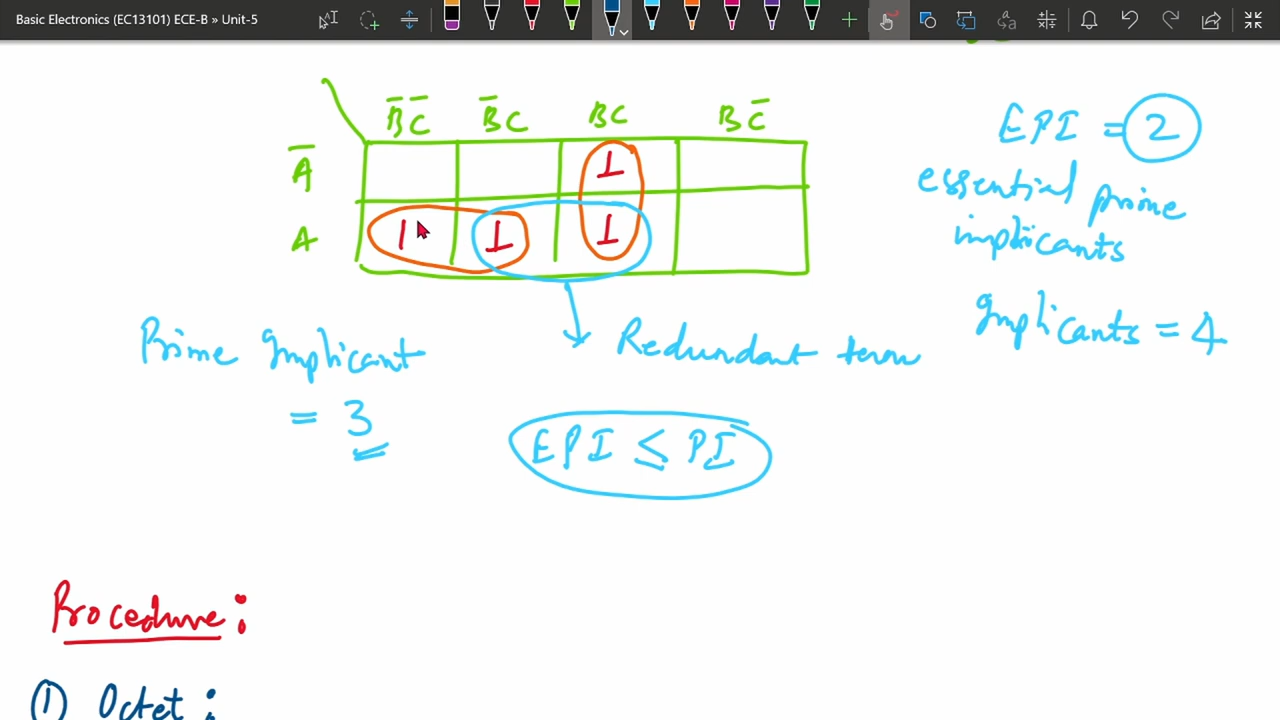 Basic Electronics (EC13101) ECE-B » Unit-5
B̅C̅ B̅C BC BC̅
A̅ 1
A 1 1 1
EPI = 2
essential prime
implicants
Implicants = 4
Prime Implicant
= 3
Redundant term
EPI ≤ PI
Procedure:
① Octet: